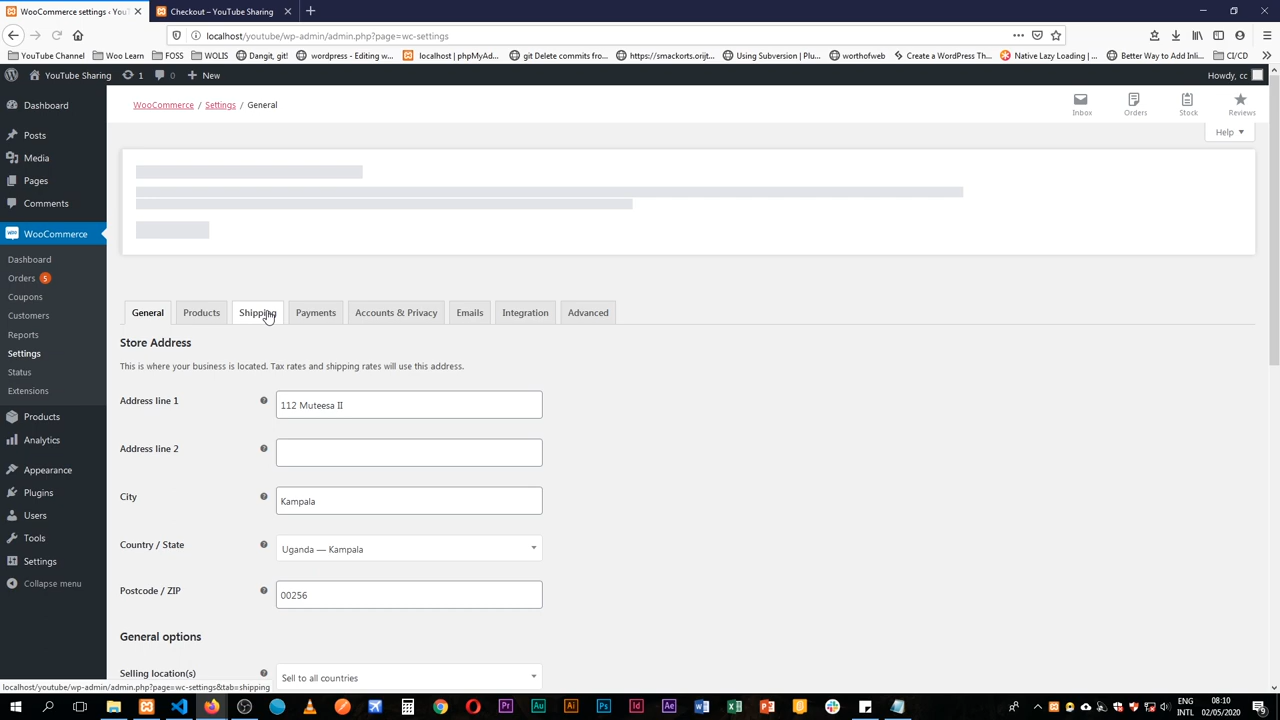 WooCommerce settings ‹ YouT
Checkout – YouTube Sharing
localhost/youtube/wp-admin/admin.php?page=wc-settings
YouTube Channel
Woo Learn
FOSS
WOLIS
Dangit, git!
wordpress - Editing w...
localhost | phpMyAd...
git Delete commits fro...
https://smackorts.orijt...
Using Subversion | Plu...
worthofweb
Create a WordPress Th...
Native Lazy Loading | ...
Better Way to Add Inli...
CI/CD
YouTube Sharing
1
0
New
Howdy, cc
Dashboard
Posts
Media
Pages
Comments
WooCommerce
Dashboard
Orders 5
Coupons
Customers
Reports
Settings
Status
Extensions
Products
Analytics
Appearance
Plugins
Users
Tools
Settings
Collapse menu
WooCommerce / Settings / General
Inbox
Orders
Stock
Reviews
Help
General
Products
Shipping
Payments
Accounts & Privacy
Emails
Integration
Advanced
Store Address
This is where your business is located. Tax rates and shipping rates will use this address.
Address line 1
112 Muteesa II
Address line 2
City
Kampala
Country / State
Uganda — Kampala
Postcode / ZIP
00256
General options
Selling location(s)
Sell to all countries
localhost/youtube/wp-admin/admin.php?page=wc-settings&tab=shipping
ENG
INTL
08:10
02/05/2020